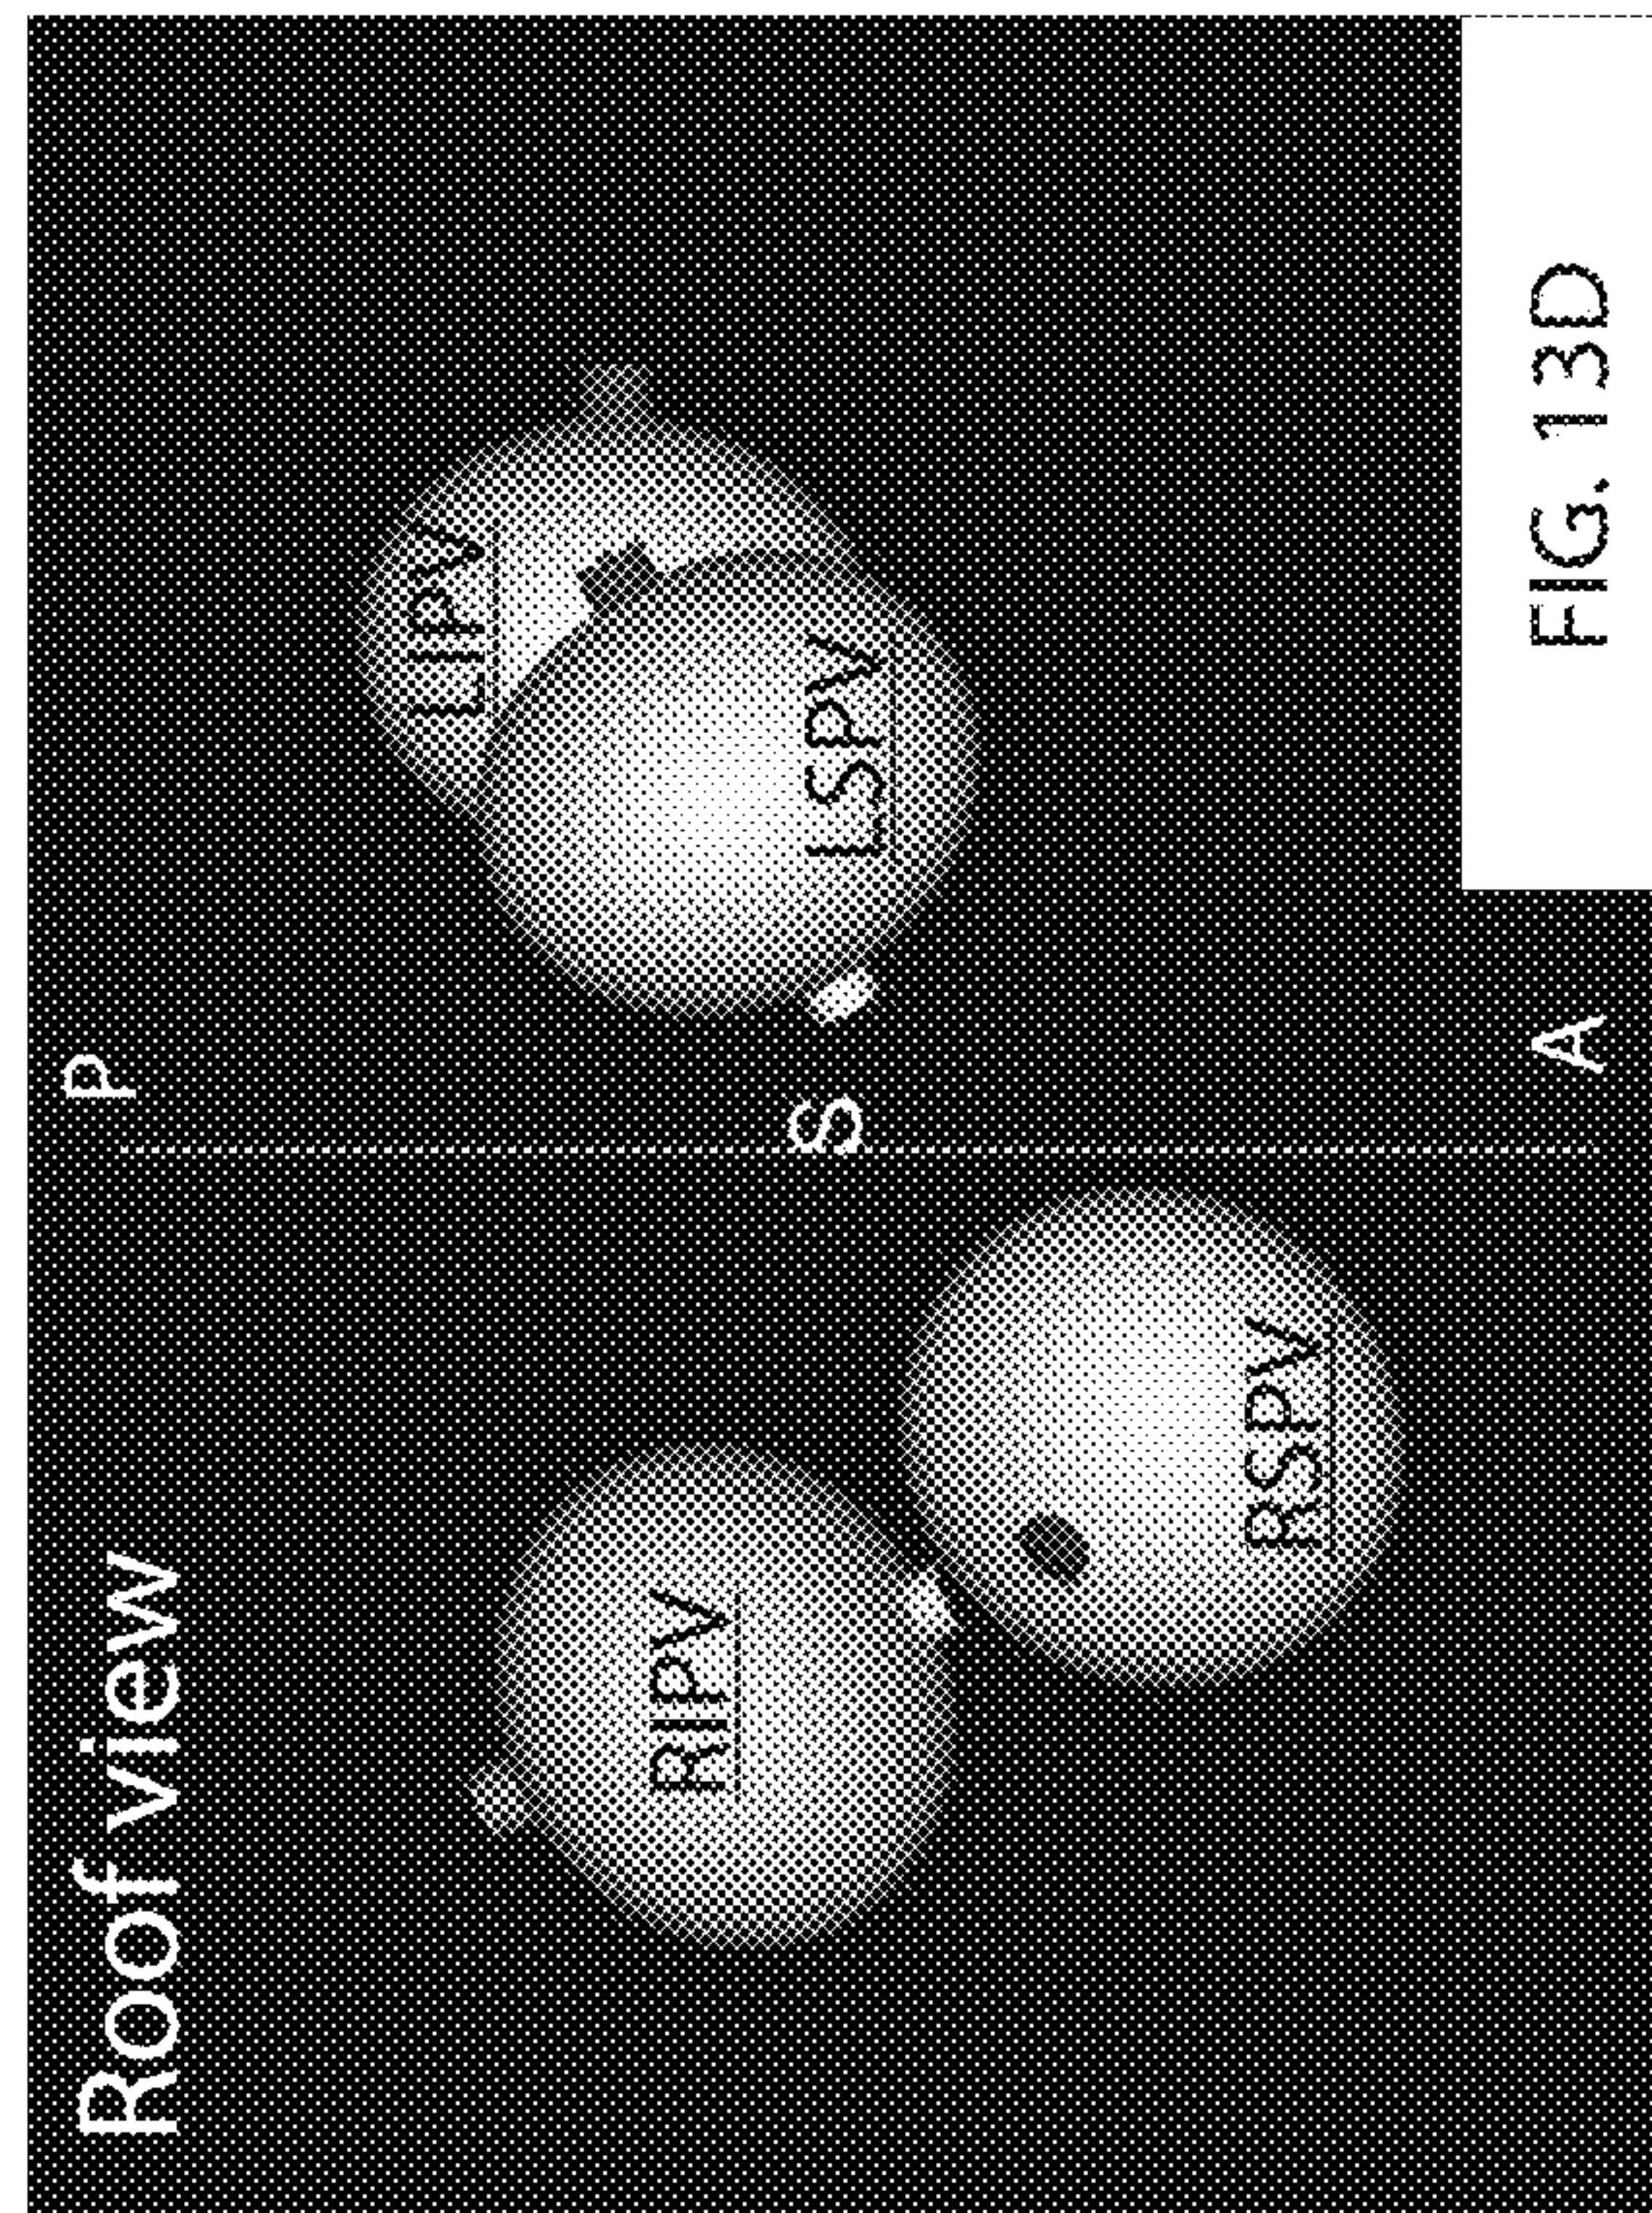 Roof view
P
LIPV
RIPV
S
LSPV
RSPV
A
FIG. 13D